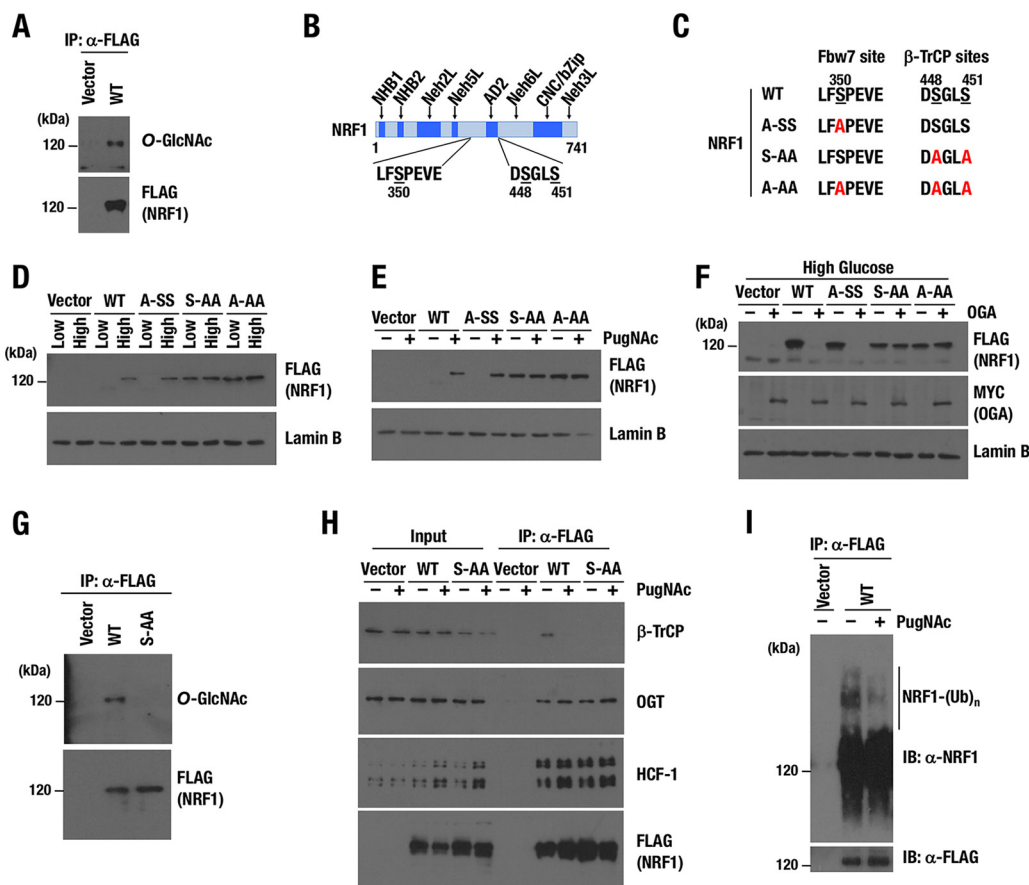 A
IP: α-FLAG
Vector
WT
(kDa)
120
O-GlcNAc
120
FLAG
(NRF1)
B
NHB1
NHB2
Neh2L
Neh5L
AD2
Neh6L
CNC/bZip
Neh3L
NRF1
1
741
LFSPEVE
350
DSGLS
448 451
C
Fbw7 site
β-TrCP sites
350
448 451
WT LFSPEVE DSGLS
A-SS LFAPEVE DSGLS
NRF1
S-AA LFSPEVE DAGLA
A-AA LFAPEVE DAGLA
D
Vector WT A-SS S-AA A-AA
Low High Low High Low High Low High Low High
(kDa)
120
FLAG
(NRF1)
Lamin B
E
Vector WT A-SS S-AA A-AA
− + − + − + − + − + PugNAc
(kDa)
120
FLAG
(NRF1)
Lamin B
F
High Glucose
Vector WT A-SS S-AA A-AA
− + − + − + − + − + OGA
(kDa)
120
FLAG
(NRF1)
MYC
(OGA)
Lamin B
G
IP: α-FLAG
Vector
WT
S-AA
(kDa)
120
O-GlcNAc
120
FLAG
(NRF1)
H
Input IP: α-FLAG
Vector WT S-AA Vector WT S-AA
− + − + − + − + − + − + PugNAc
β-TrCP
OGT
HCF-1
FLAG
(NRF1)
I
IP: α-FLAG
Vector
WT
− − + PugNAc
(kDa)
NRF1-(Ub)n
120
IB: α-NRF1
120
IB: α-FLAG